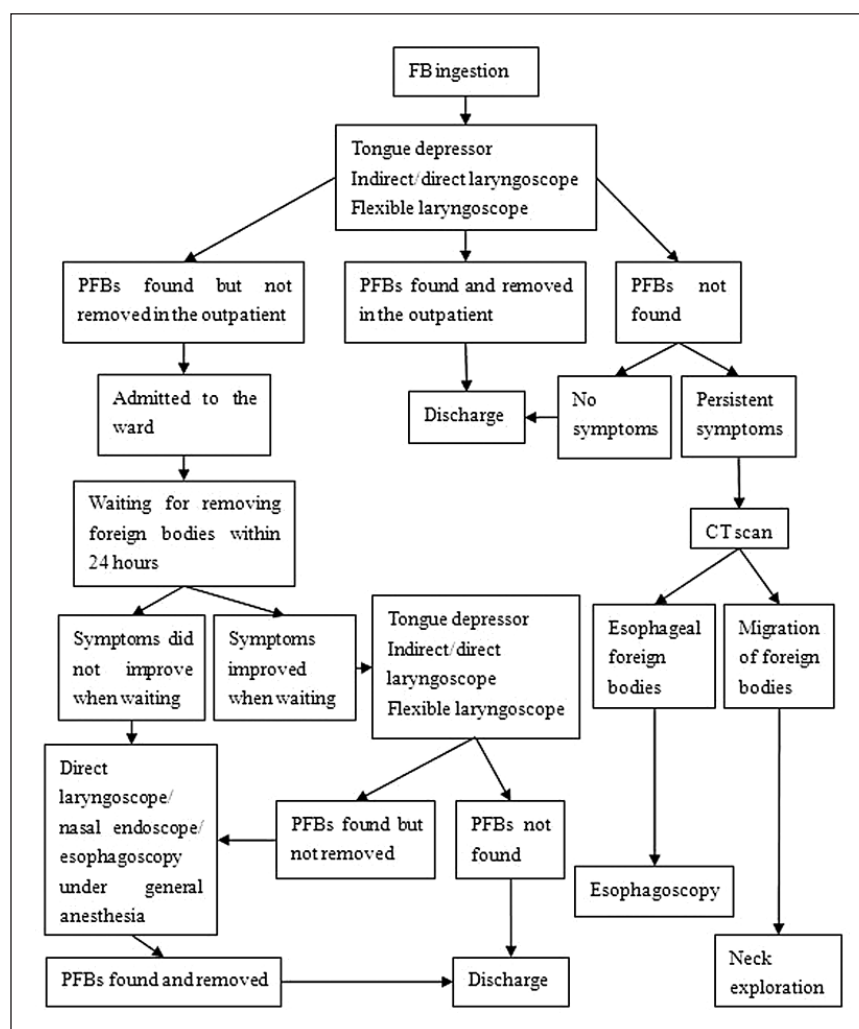 FB ingestion
Tongue depressor
Indirect/direct laryngoscope
Flexible laryngoscope
PFBs found but not
removed in the outpatient
PFBs found and removed
in the outpatient
PFBs not
found
Admitted to the
ward
Discharge
No
symptoms
Persistent
symptoms
Waiting for removing
foreign bodies within
24 hours
CT scan
Symptoms did
not improve
when waiting
Symptoms
improved
when waiting
Tongue depressor
Indirect/direct
laryngoscope
Flexible laryngoscope
Esophageal
foreign
bodies
Migration
of foreign
bodies
Direct
laryngoscope/
nasal endoscope/
esophagoscopy
under general
anesthesia
PFBs found but
not removed
PFBs not
found
Esophagoscopy
PFBs found and removed
Discharge
Neck
exploration